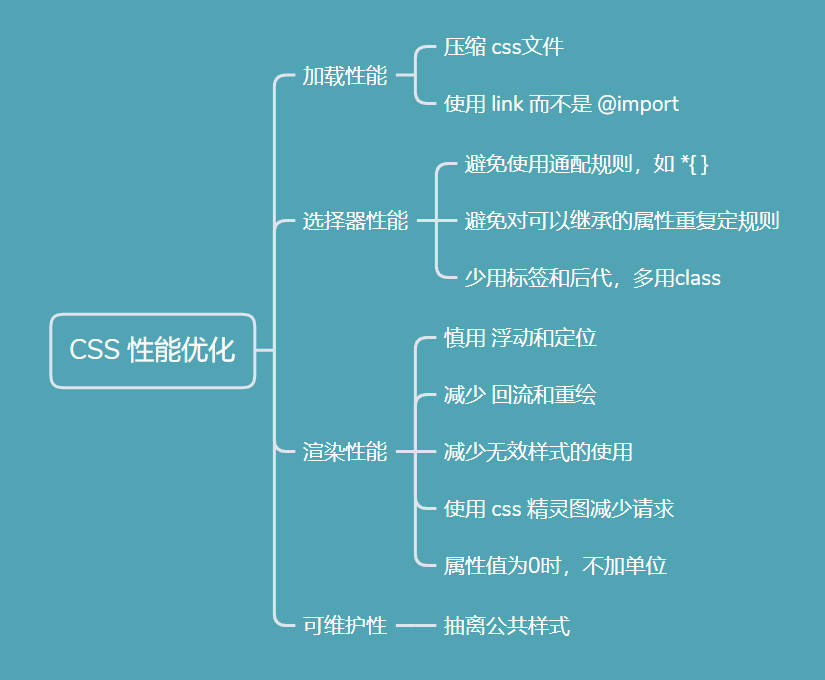 CSS 性能优化
加载性能
压缩 css文件
使用 link 而不是 @import
选择器性能
避免使用通配规则，如 *{ }
避免对可以继承的属性重复定规则
少用标签和后代，多用class
渲染性能
慎用 浮动和定位
减少 回流和重绘
减少无效样式的使用
使用 css 精灵图减少请求
属性值为0时，不加单位
可维护性
抽离公共样式